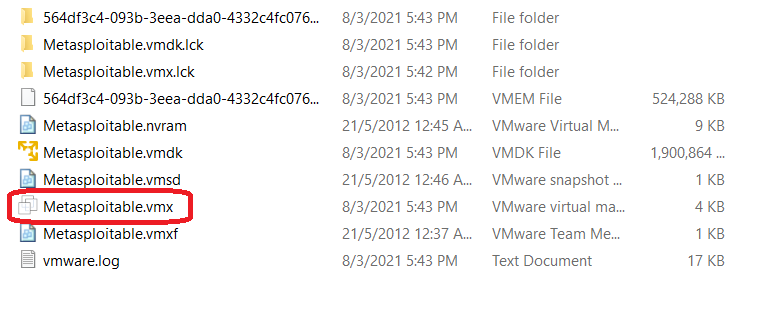 564df3c4-093b-3eea-dda0-4332c4fc076... 8/3/2021 5:43 PM File folder
Metasploitable.vmdk.lck 8/3/2021 5:43 PM File folder
Metasploitable.vmx.lck 8/3/2021 5:42 PM File folder
564df3c4-093b-3eea-dda0-4332c4fc076... 8/3/2021 5:43 PM VMEM File 524,288 KB
Metasploitable.nvram 21/5/2012 12:45 A... VMware Virtual M... 9 KB
Metasploitable.vmdk 8/3/2021 5:43 PM VMDK File 1,900,864 ...
Metasploitable.vmsd 21/5/2012 12:46 A... VMware snapshot ... 1 KB
Metasploitable.vmx 8/3/2021 5:43 PM VMware virtual ma... 4 KB
Metasploitable.vmxf 21/5/2012 12:37 A... VMware Team Me... 1 KB
vmware.log 8/3/2021 5:43 PM Text Document 17 KB